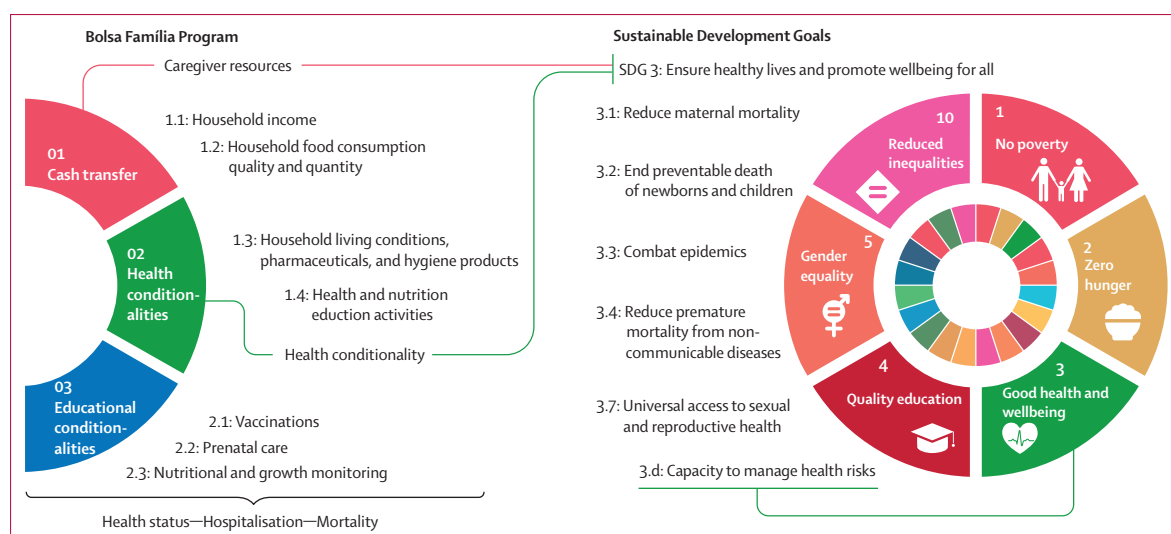 Bolsa Família Program
Caregiver resources
01
Cash transfer
1.1: Household income
1.2: Household food consumption
quality and quantity
02
Health
condition-
alities
1.3: Household living conditions,
pharmaceuticals, and hygiene products
1.4: Health and nutrition
eduction activities
Health conditionality
03
Educational
condition-
alities
2.1: Vaccinations
2.2: Prenatal care
2.3: Nutritional and growth monitoring
Health status—Hospitalisation—Mortality
Sustainable Development Goals
SDG 3: Ensure healthy lives and promote wellbeing for all
3.1: Reduce maternal mortality
3.2: End preventable death
of newborns and children
3.3: Combat epidemics
3.4: Reduce premature
mortality from non-
communicable diseases
3.7: Universal access to sexual
and reproductive health
3.d: Capacity to manage health risks
10
Reduced
inequalities
1
No poverty
5
Gender
equality
2
Zero
hunger
4
Quality education
3
Good health and
wellbeing